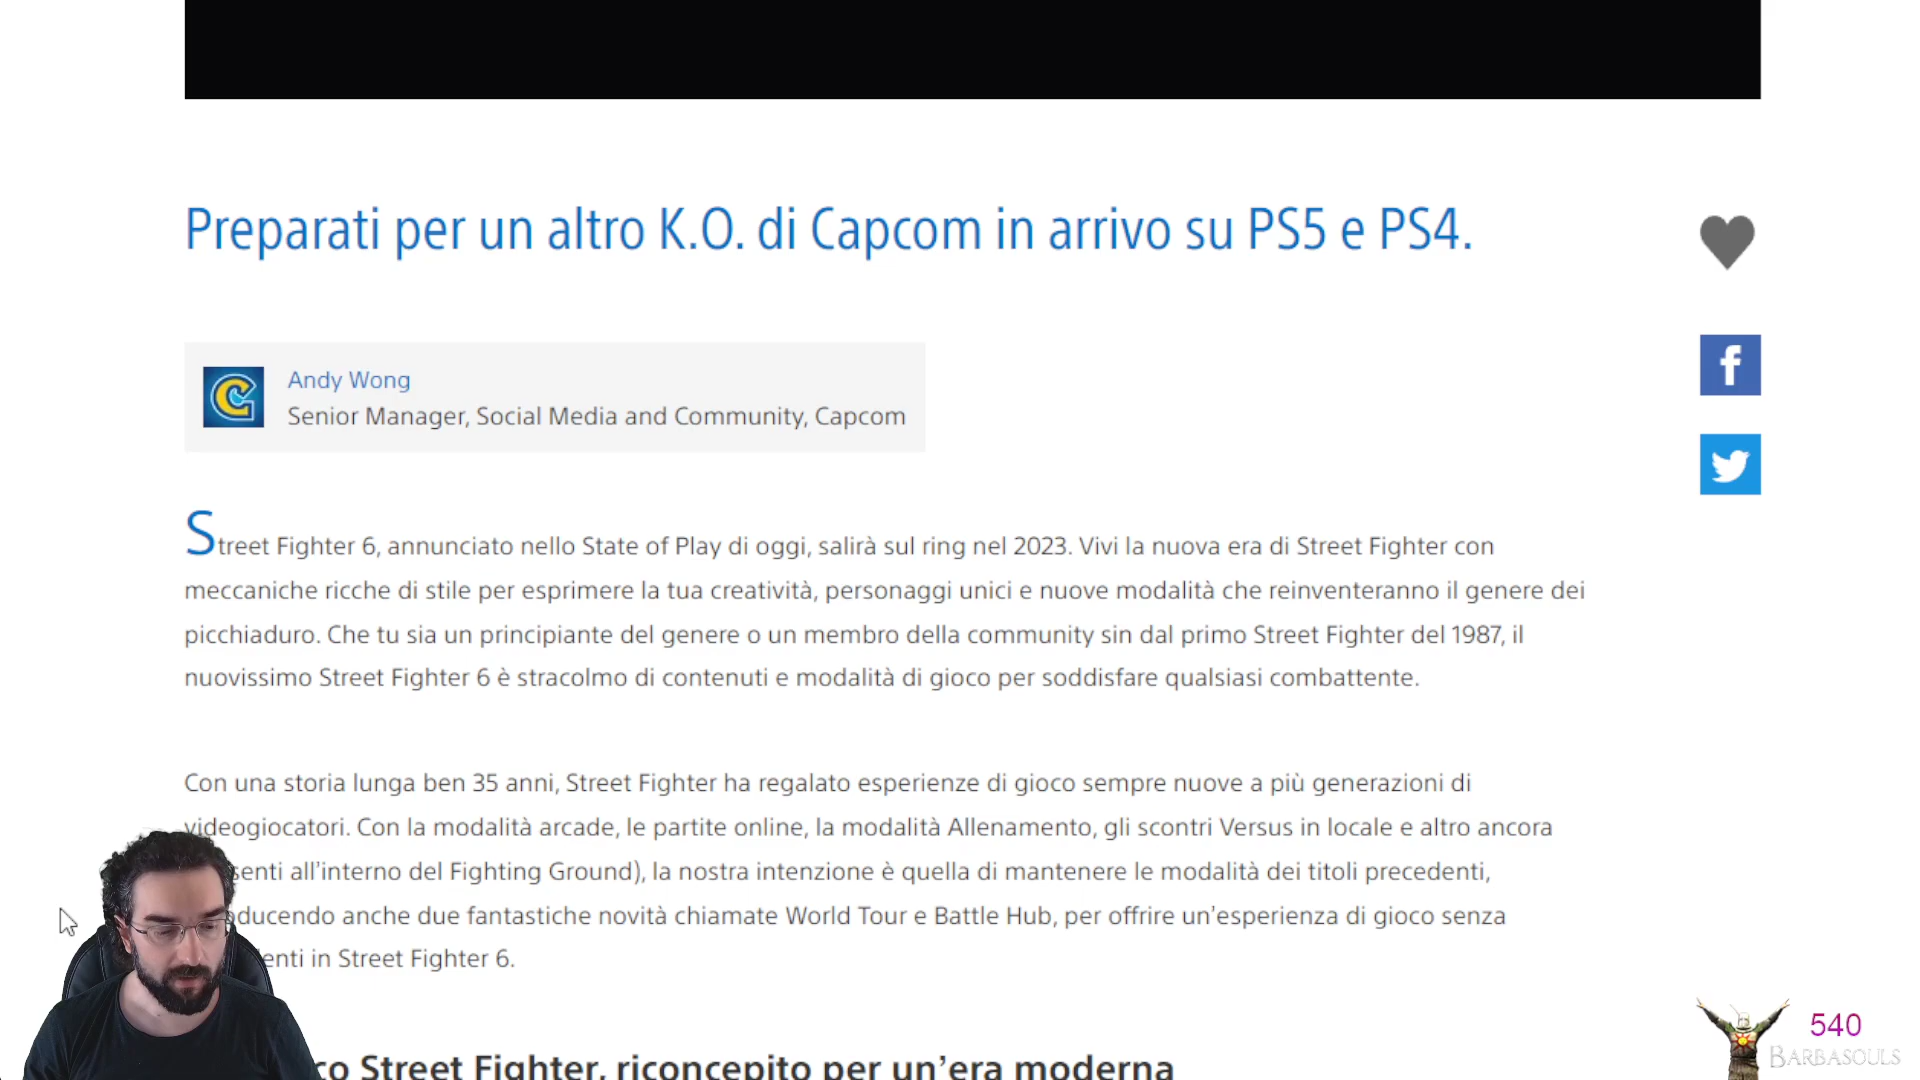 Preparati per un altro K.O. di Capcom in arrivo su PS5 e PS4.
Andy Wong
Senior Manager, Social Media and Community, Capcom
Street Fighter 6, annunciato nello State of Play di oggi, salirà sul ring nel 2023. Vivi la nuova era di Street Fighter con
meccaniche ricche di stile per esprimere la tua creatività, personaggi unici e nuove modalità che reinventeranno il genere dei
picchiaduro. Che tu sia un principiante del genere o un membro della community sin dal primo Street Fighter del 1987, il
nuovissimo Street Fighter 6 è stracolmo di contenuti e modalità di gioco per soddisfare qualsiasi combattente.
Con una storia lunga ben 35 anni, Street Fighter ha regalato esperienze di gioco sempre nuove a più generazioni di
videogiocatori. Con la modalità arcade, le partite online, la modalità Allenamento, gli scontri Versus in locale e altro ancora
all'interno del Fighting Ground), la nostra intenzione è quella di mantenere le modalità dei titoli precedenti,
anche due fantastiche novità chiamate World Tour e Battle Hub, per offrire un'esperienza di gioco senza
in Street Fighter 6.
Street Fighter, riconcepito per un'era moderna
540
BARBASOULS